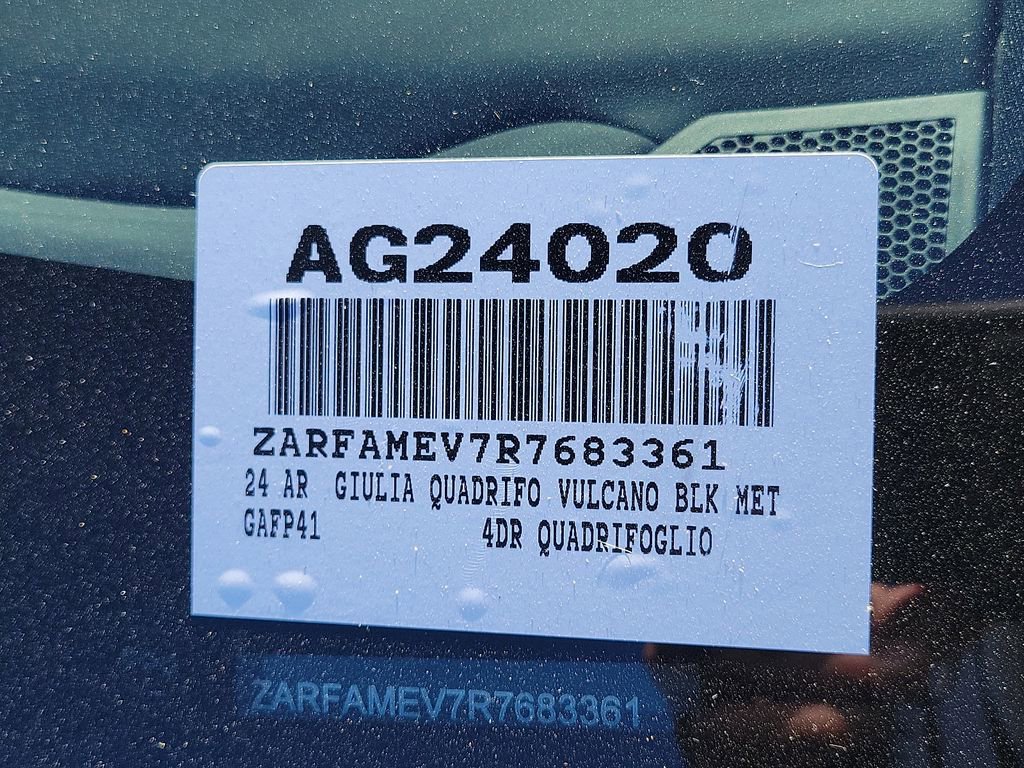 AG24020
ZARFAMEV7R7683361
24 AR GIULIA QUADRIFO VULCANO BLK MET
GAFP41 4DR QUADRIFOGLIO
ZARFAMEV7R7683361